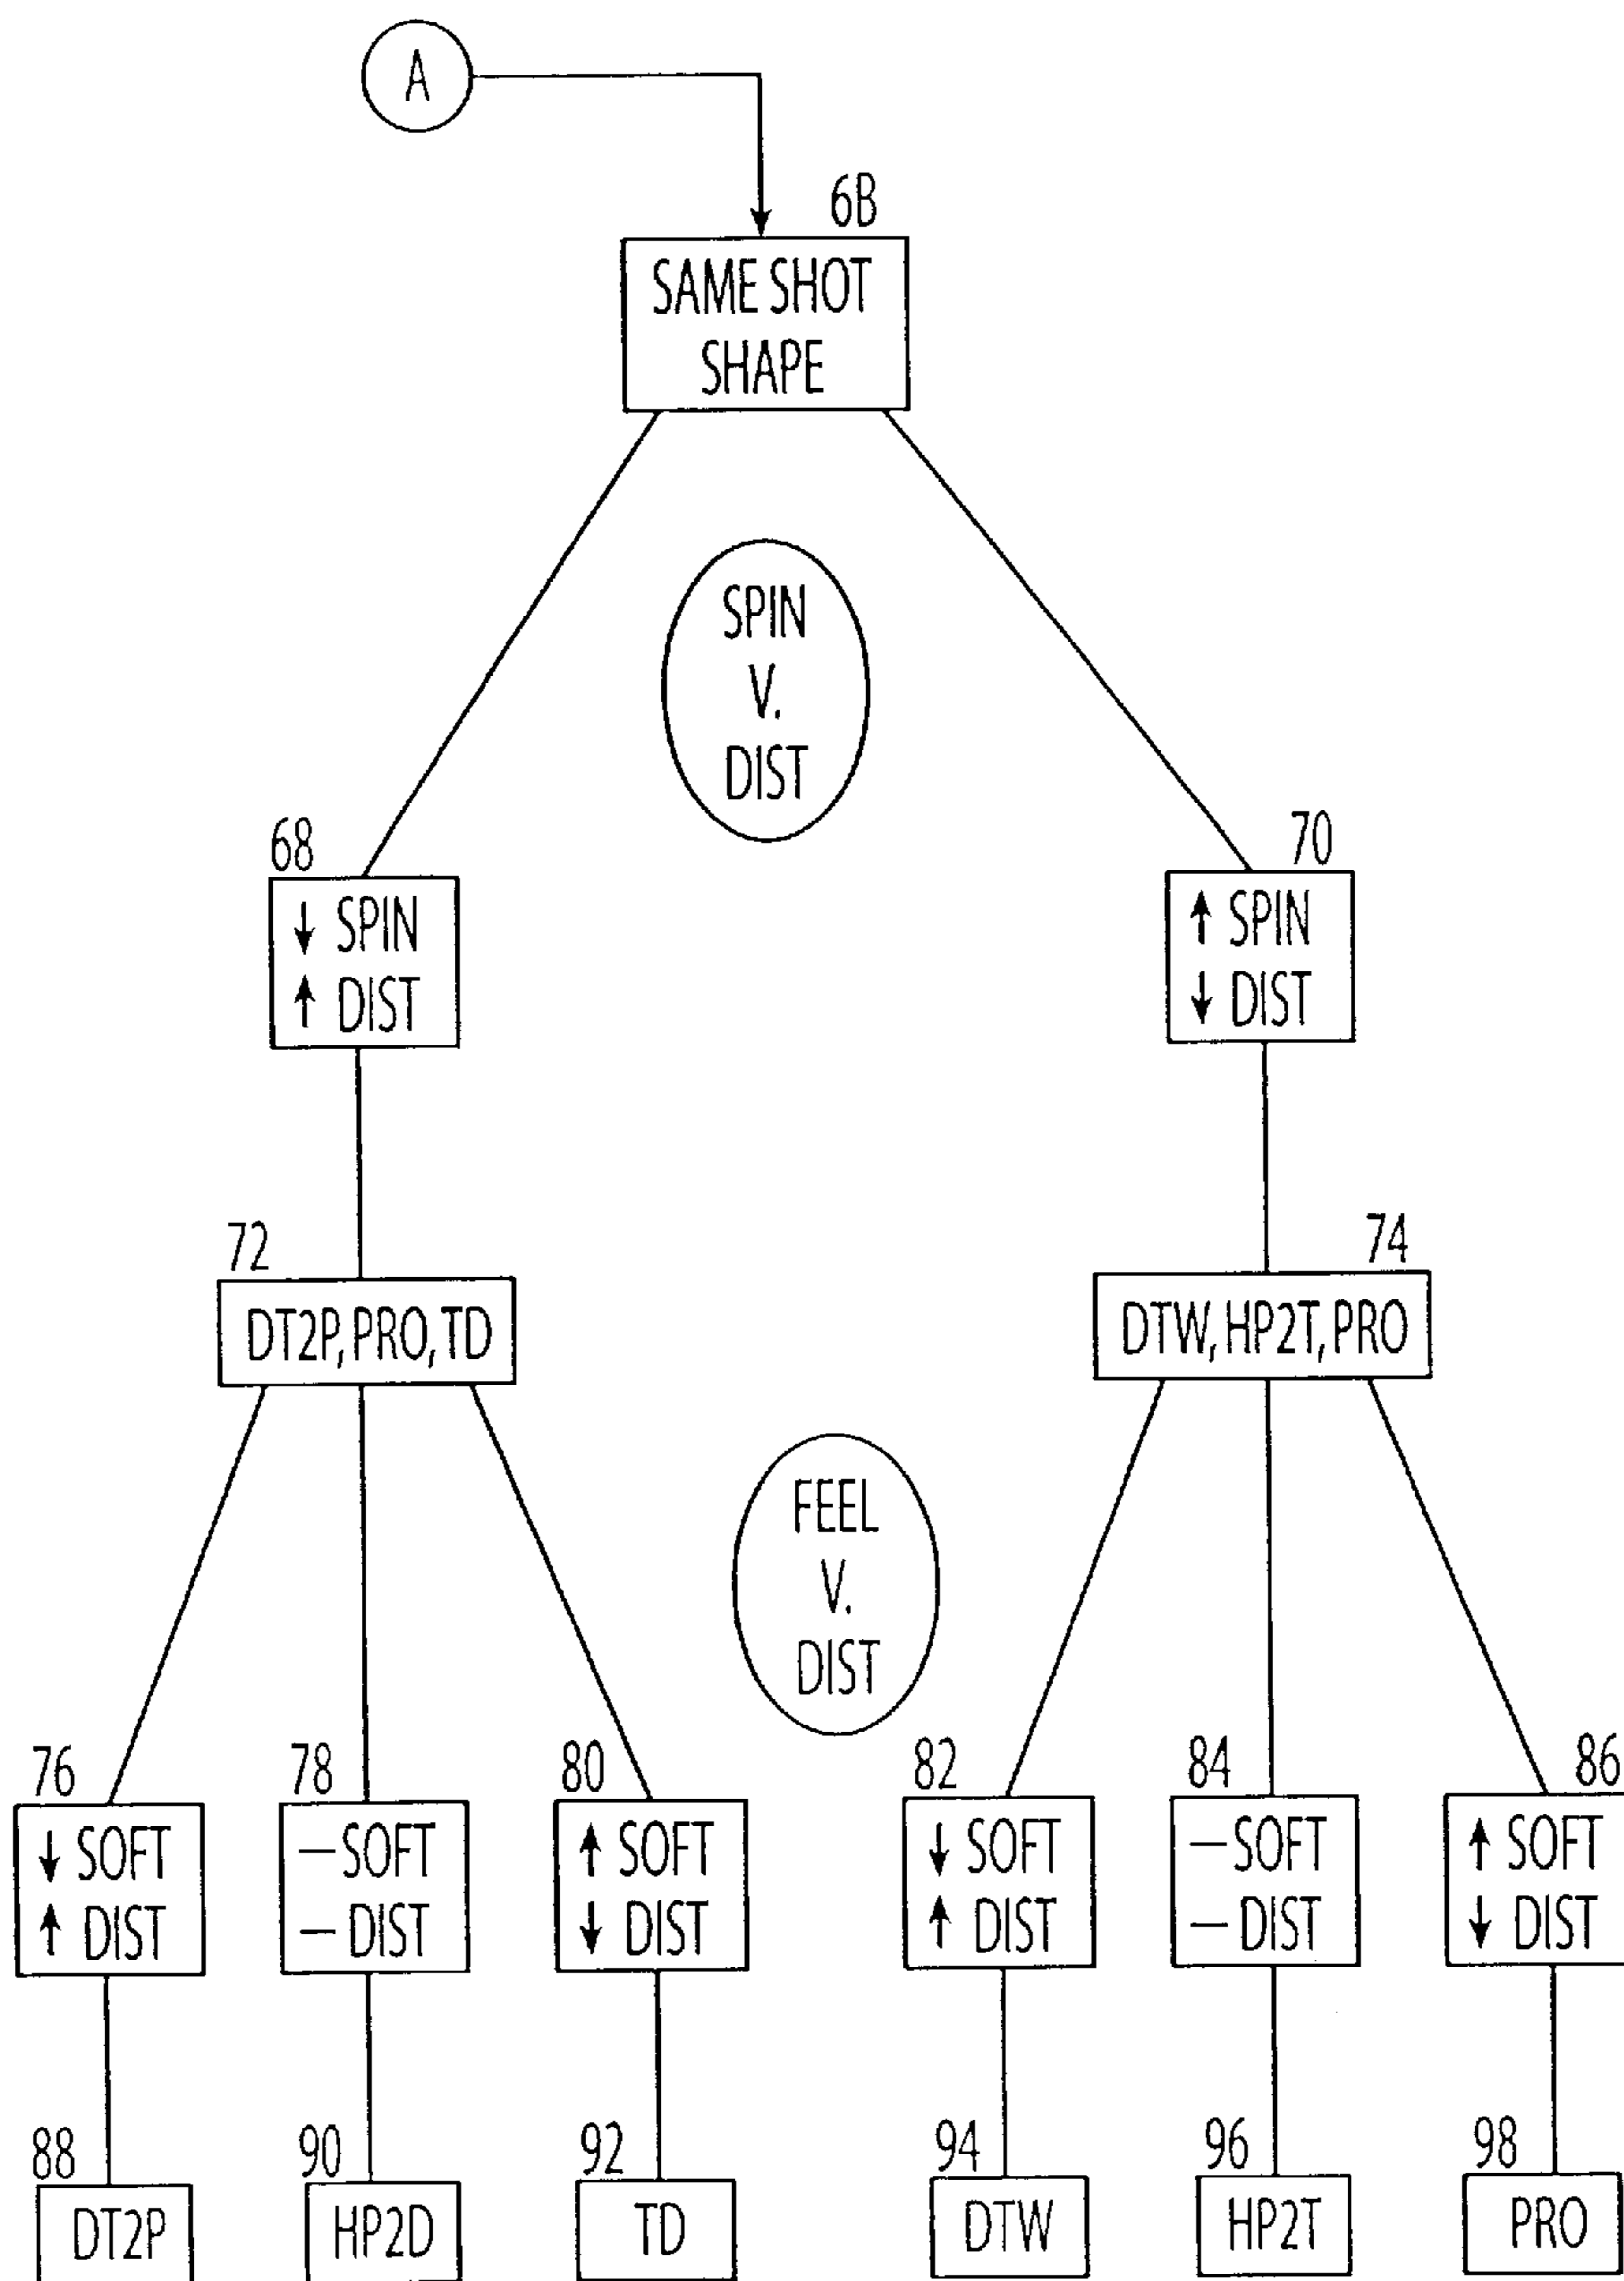 A
6B
SAME SHOT
SHAPE
SPIN
V.
DIST
68
↓ SPIN
↑ DIST
70
↑ SPIN
↓ DIST
72
DT2P, PRO, TD
74
DTW, HP2T, PRO
FEEL
V.
DIST
76
↓ SOFT
↑ DIST
78
— SOFT
— DIST
80
↑ SOFT
↓ DIST
82
↓ SOFT
↑ DIST
84
— SOFT
— DIST
86
↑ SOFT
↓ DIST
88
DT2P
90
HP2D
92
TD
94
DTW
96
HP2T
98
PRO